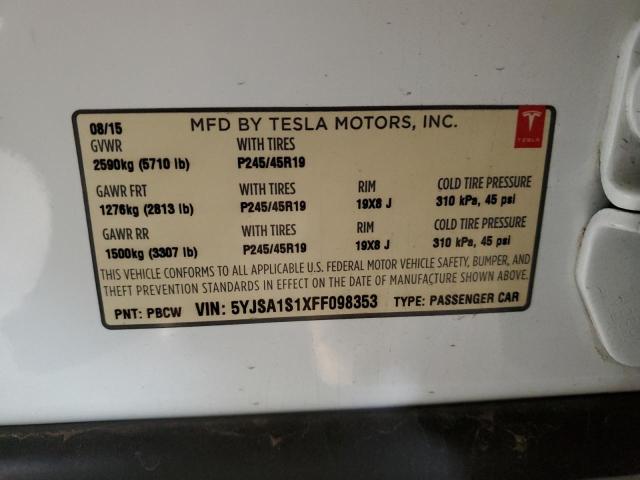 08/15 MFD BY TESLA MOTORS, INC.
TESLA
GVWR WITH TIRES
2590kg (5710 lb) P245/45R19
GAWR FRT WITH TIRES RIM COLD TIRE PRESSURE
1276kg (2813 lb) P245/45R19 19X8 J 310 kPa, 45 psi
GAWR RR WITH TIRES RIM COLD TIRE PRESSURE
1500kg (3307 lb) P245/45R19 19X8 J 310 kPa, 45 psi
THIS VEHICLE CONFORMS TO ALL APPLICABLE U.S. FEDERAL MOTOR VEHICLE SAFETY, BUMPER, AND
THEFT PREVENTION STANDARDS IN EFFECT ON THE DATE OF MANUFACTURE SHOWN ABOVE.
PNT: PBCW VIN: 5YJSA1S1XFF098353 TYPE: PASSENGER CAR